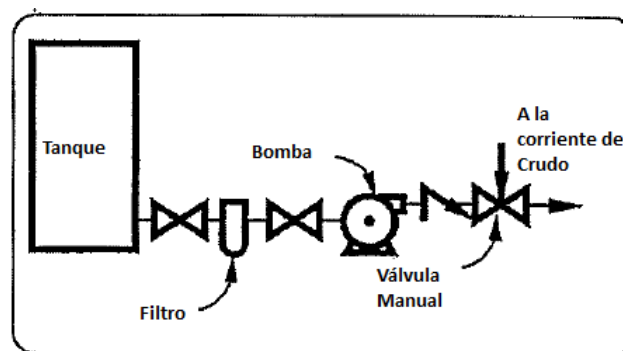 Tanque
Bomba
A la
corriente de
Crudo
Válvula
Manual
Filtro